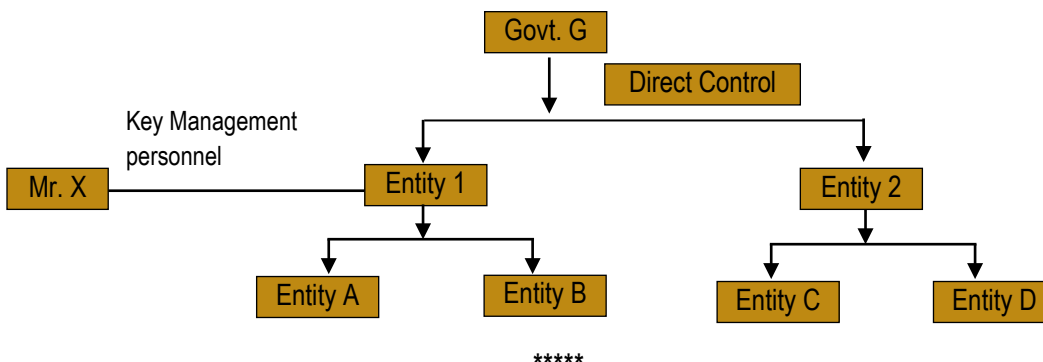 Govt. G
Direct Control
Key Management
personnel
Mr. X
Entity 1
Entity 2
Entity A
Entity B
Entity C
Entity D
*****